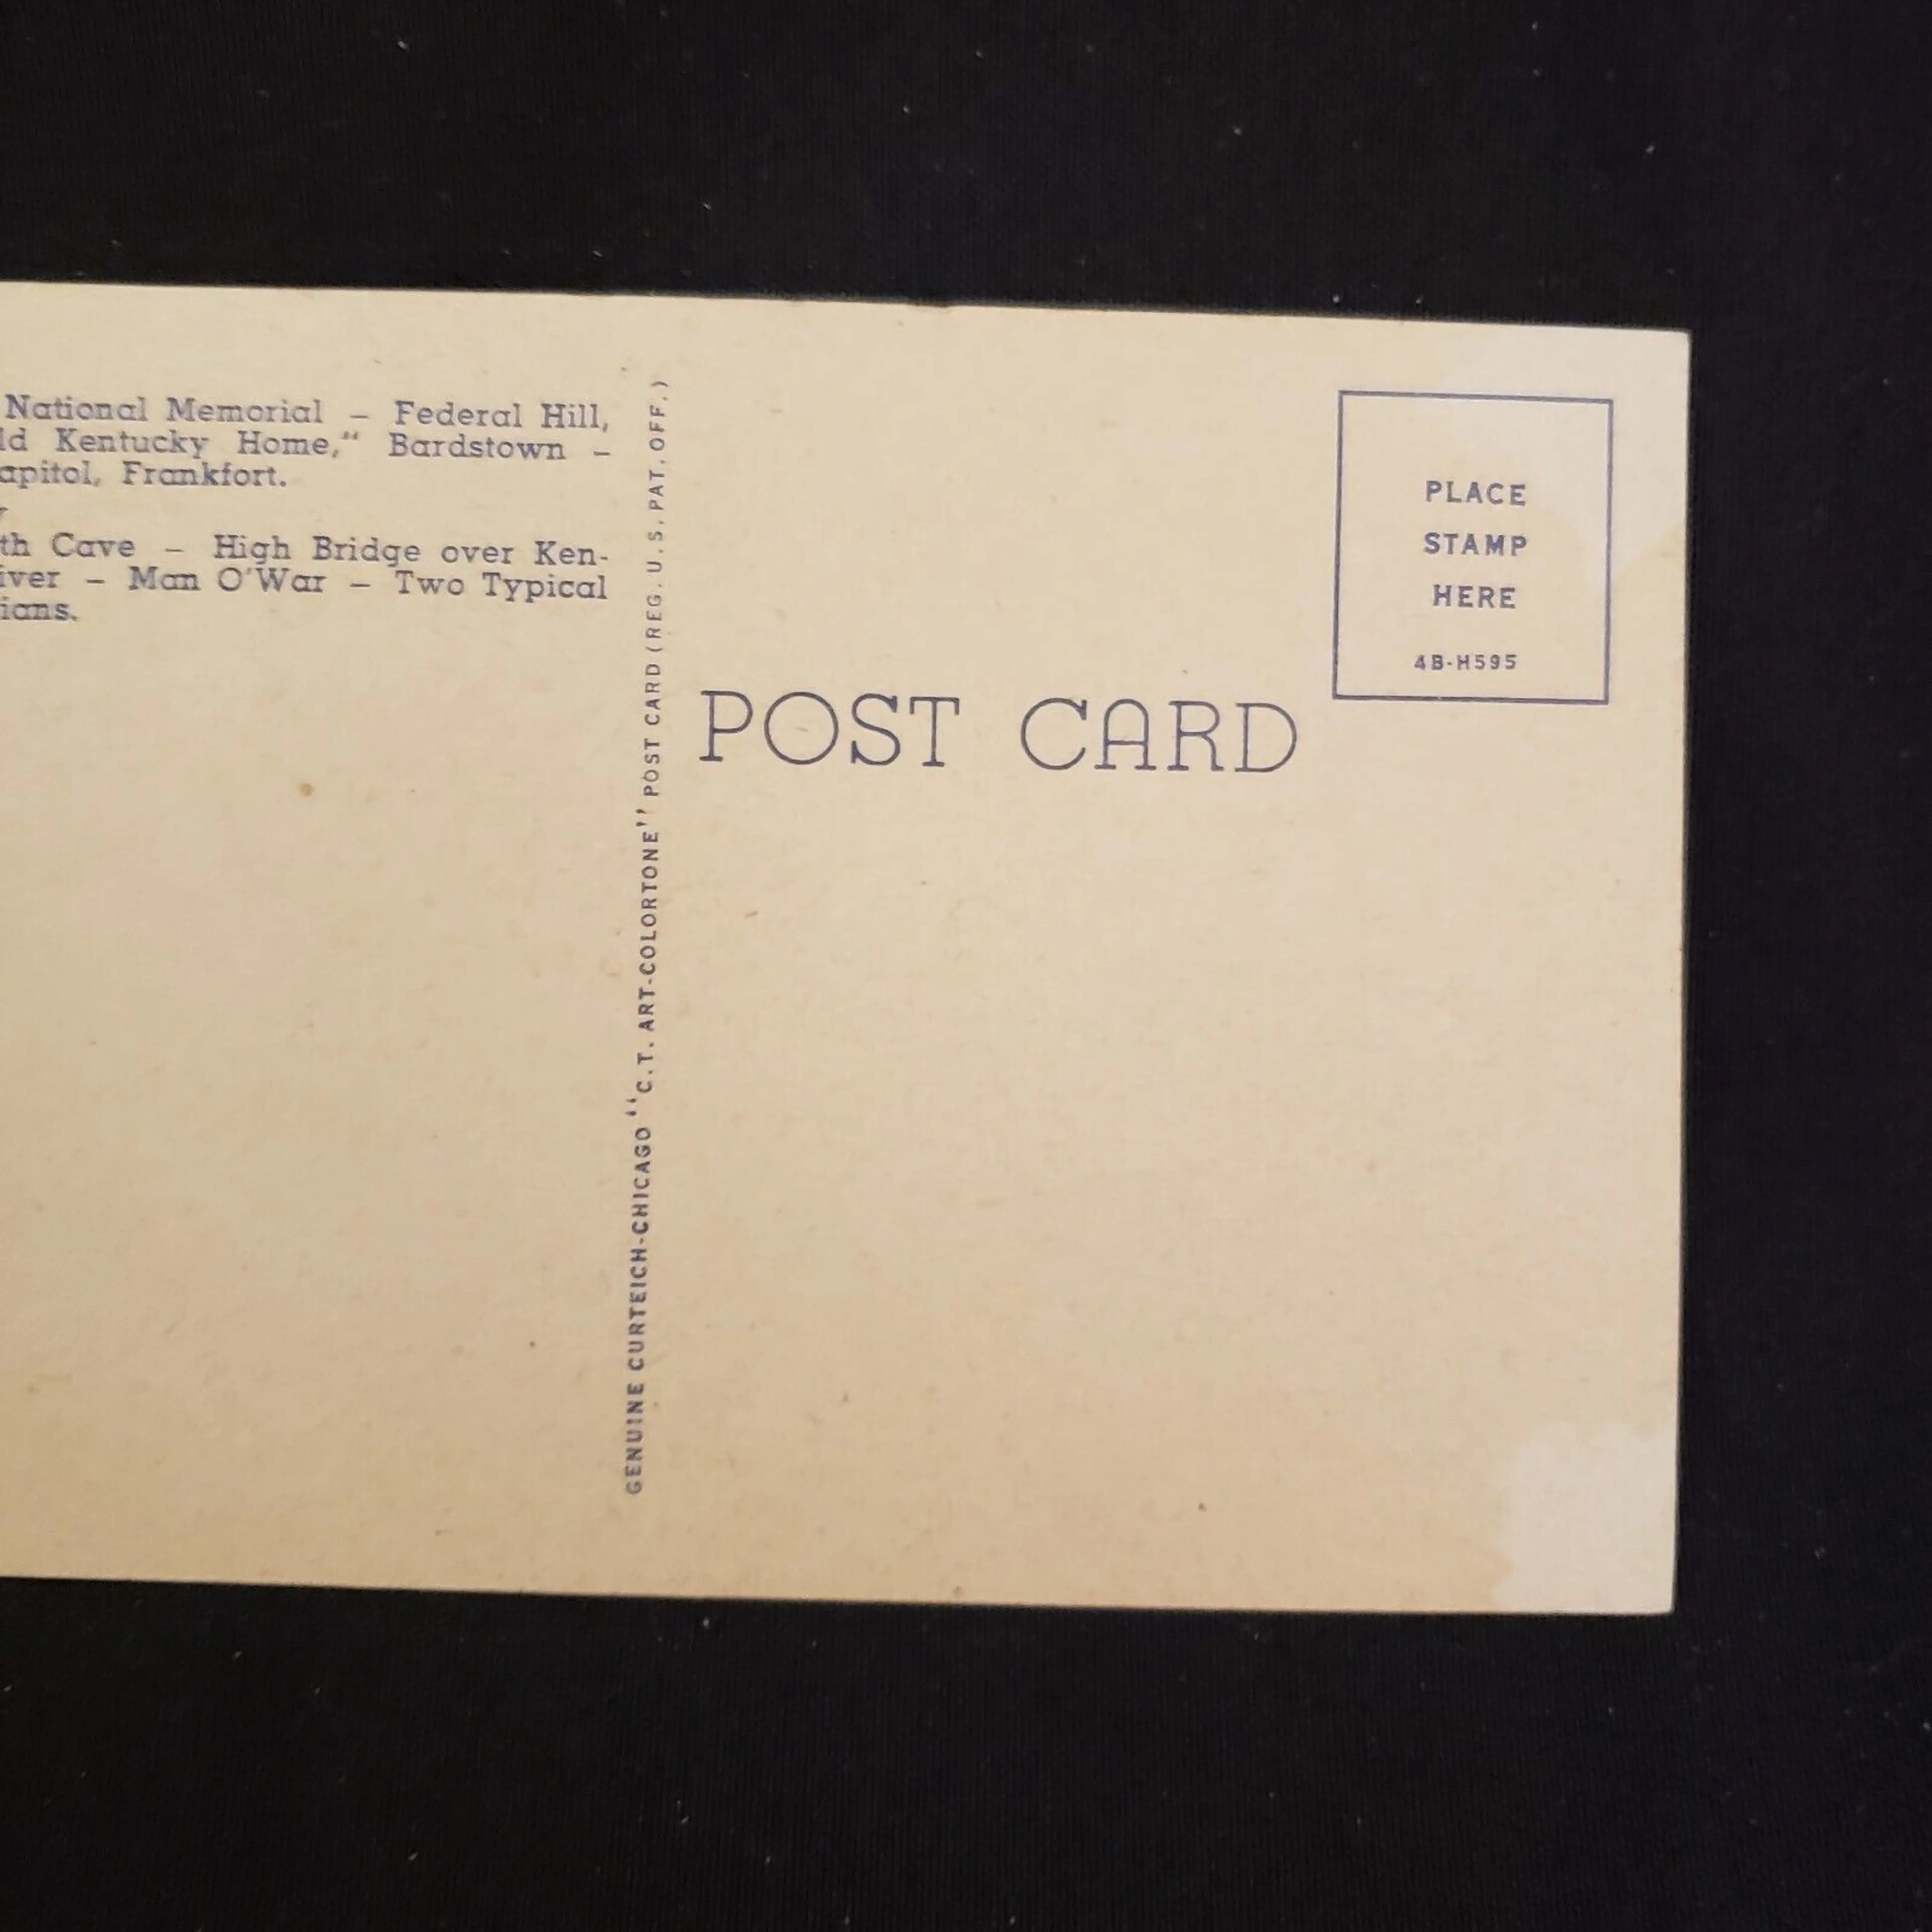 National Memorial – Federal Hill,
ld Kentucky Home," Bardstown –
apitol, Frankfort.
th Cave – High Bridge over Ken-
iver – Man O'War – Two Typical
ians.
GENUINE CURTEICH-CHICAGO "C.T. ART-COLORTONE" POST CARD (REG. U.S. PAT. OFF.)
POST CARD
PLACE
STAMP
HERE
4B-H595